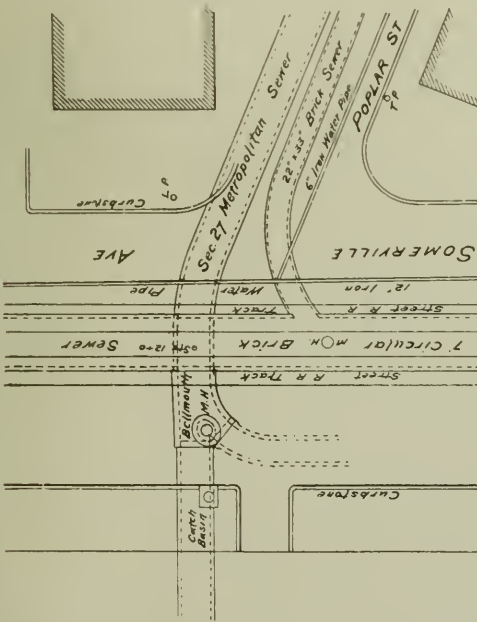 Sec. 27 Metropolitan Sewer
22" x 33" Brick Sewer
6" Iron Water Pipe
POPLAR ST
T P
L P
Curbstone
SOMERVILLE AVE
12" Iron Water Pipe
Street R R Track
7' Circular Brick Sewer
M H
12+0
Street R R Track
Bellmouth
M.H
Curbstone
Catch
Basin